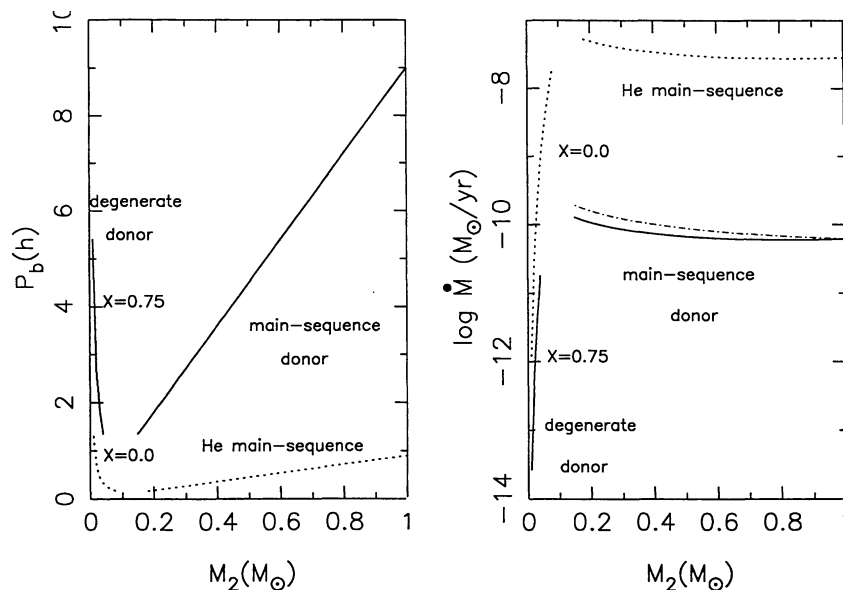 10
8
6
4
2
0
P_b(h)
degenerate
donor
X=0.75
main-sequence
donor
X=0.0
He main-sequence
0 0.2 0.4 0.6 0.8 1
M_2(M_☉)
-8
-10
-12
-14
log Ṁ (M_☉/yr)
He main-sequence
X=0.0
main-sequence
donor
X=0.75
degenerate
donor
0 0.2 0.4 0.6 0.8 1
M_2(M_☉)